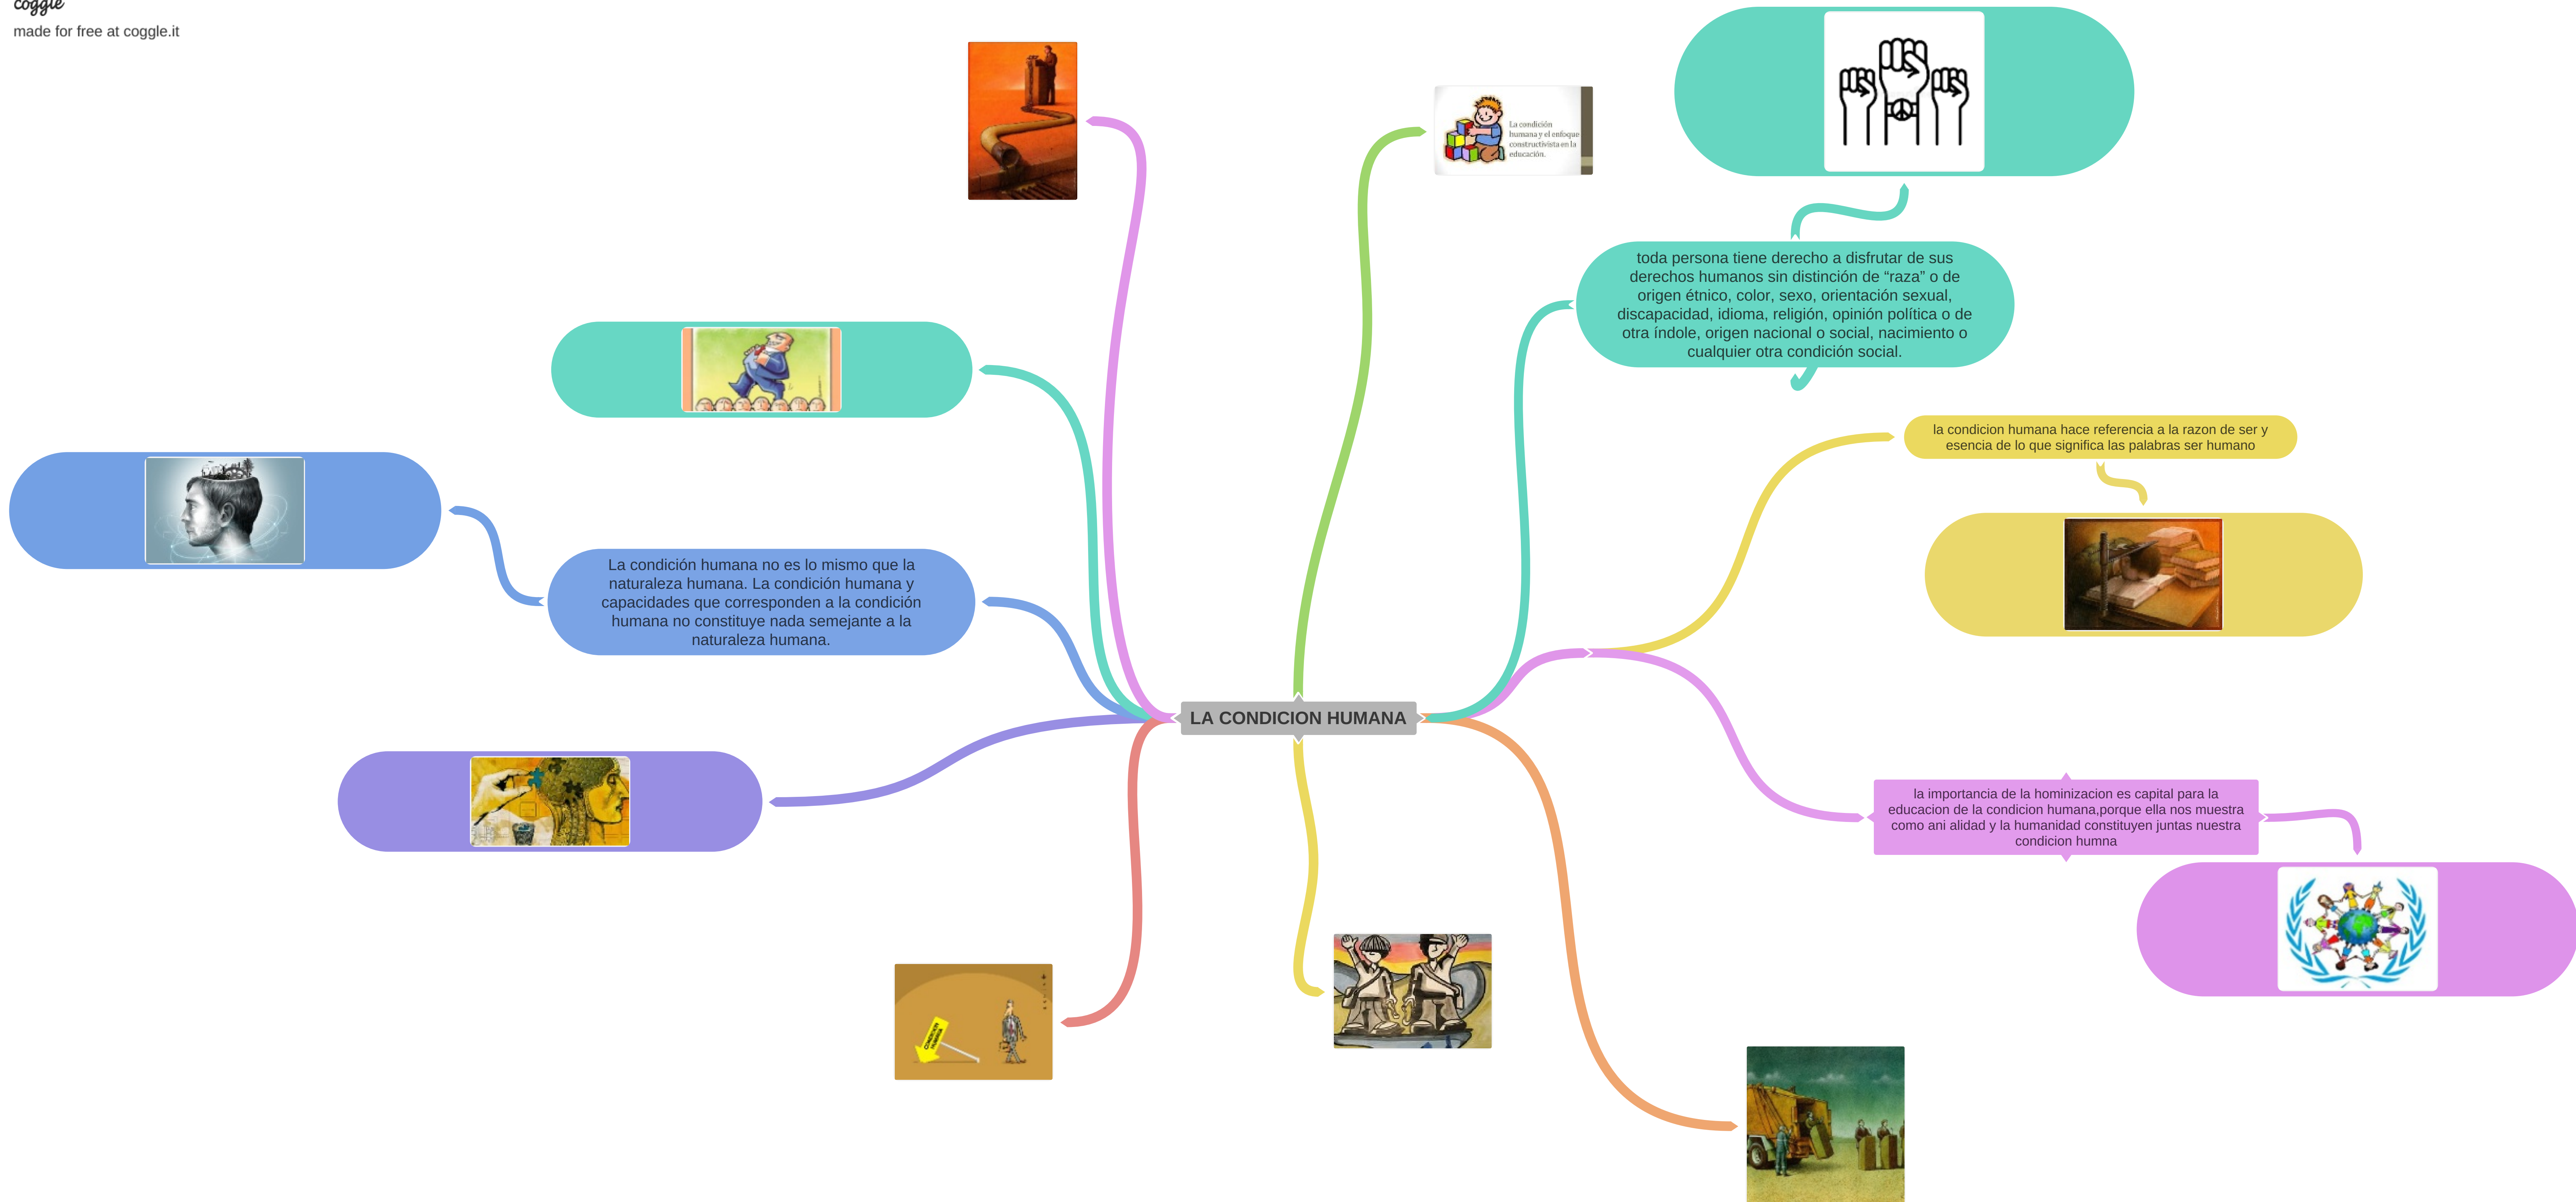 coggle
made for free at coggle.it
La condición
humana y el enfoque
constructivista en la
educación.
toda persona tiene derecho a disfrutar de sus
derechos humanos sin distinción de “raza” o de
origen étnico, color, sexo, orientación sexual,
discapacidad, idioma, religión, opinión política o de
otra índole, origen nacional o social, nacimiento o
cualquier otra condición social.
la condicion humana hace referencia a la razon de ser y
esencia de lo que significa las palabras ser humano
La condición humana no es lo mismo que la
naturaleza humana. La condición humana y
capacidades que corresponden a la condición
humana no constituye nada semejante a la
naturaleza humana.
LA CONDICION HUMANA
la importancia de la hominizacion es capital para la
educacion de la condicion humana,porque ella nos muestra
como ani alidad y la humanidad constituyen juntas nuestra
condicion humna
CONDICION
HUMANA